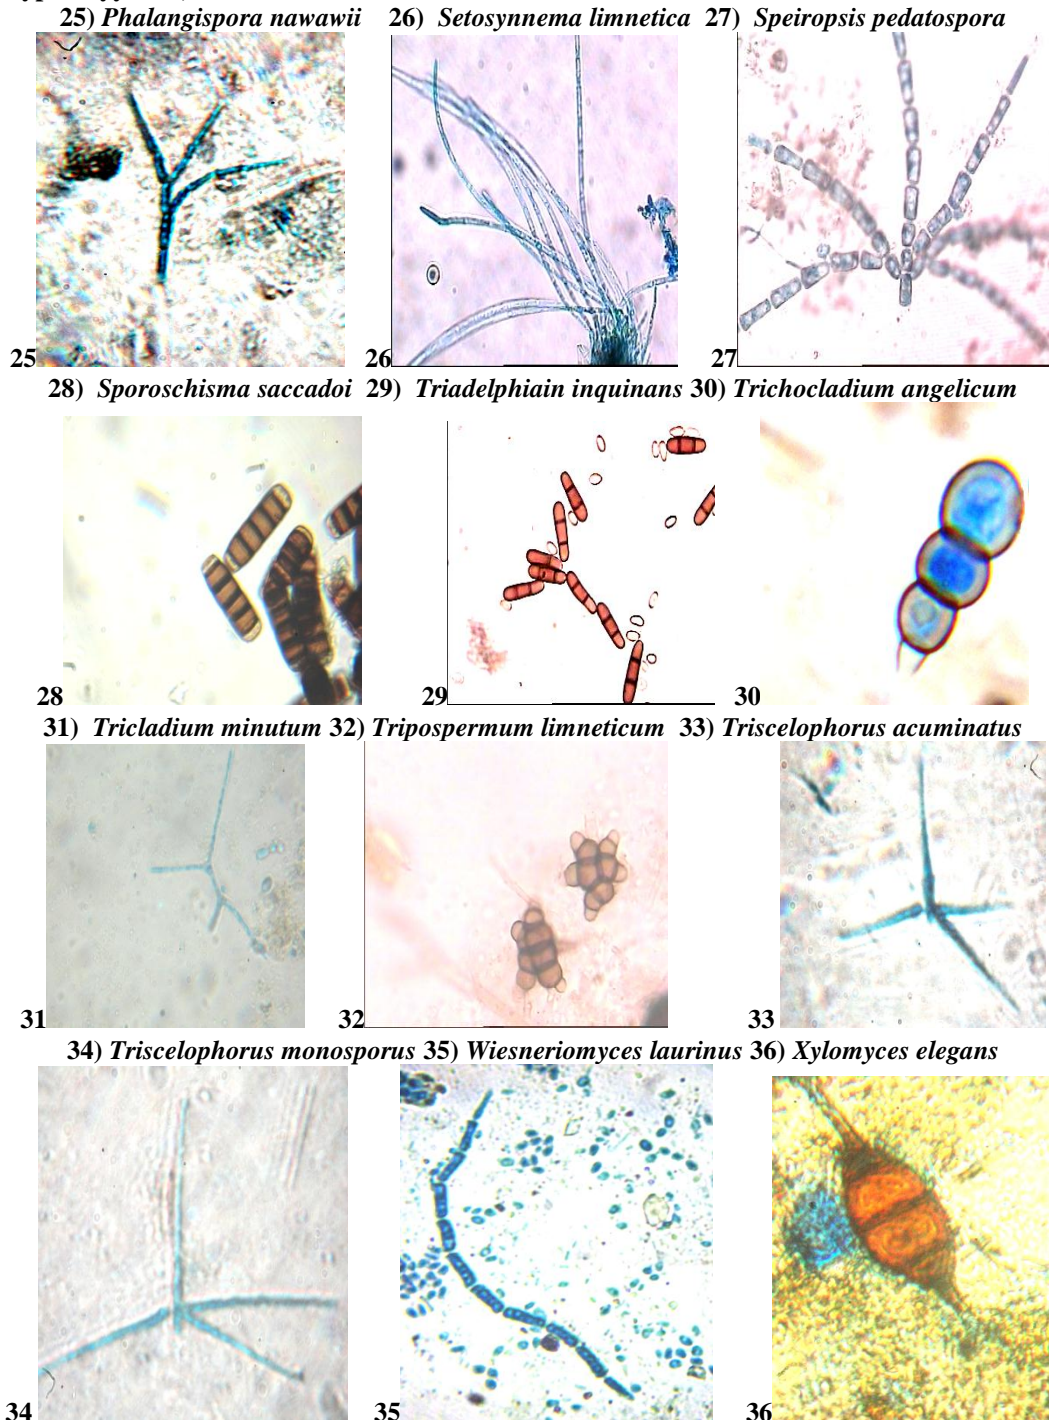 25) Phalangispora nawawii 26) Setosynnema limnetica 27) Speiropsis pedatospora
25 26 27
28) Sporoschisma saccadoi 29) Triadelphiain inquinans 30) Trichocladium angelicum
28 29 30
31) Tricladium minutum 32) Tripospermum limneticum 33) Triscelophorus acuminatus
31 32 33
34) Triscelophorus monosporus 35) Wiesneriomyces laurinus 36) Xylomyces elegans
34 35 36